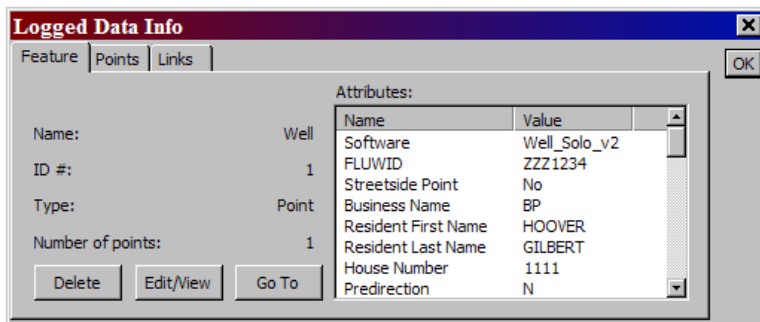 Logged Data Info
Feature Points Links
OK
Attributes:
Name Value
Name: Well
Software Well_Solo_v2
FLUWID ZZZ1234
ID #: 1
Streetside Point No
Type: Point
Business Name BP
Resident First Name HOOVER
Number of points: 1
Resident Last Name GILBERT
House Number 1111
Delete Edit/View Go To
Predirection N